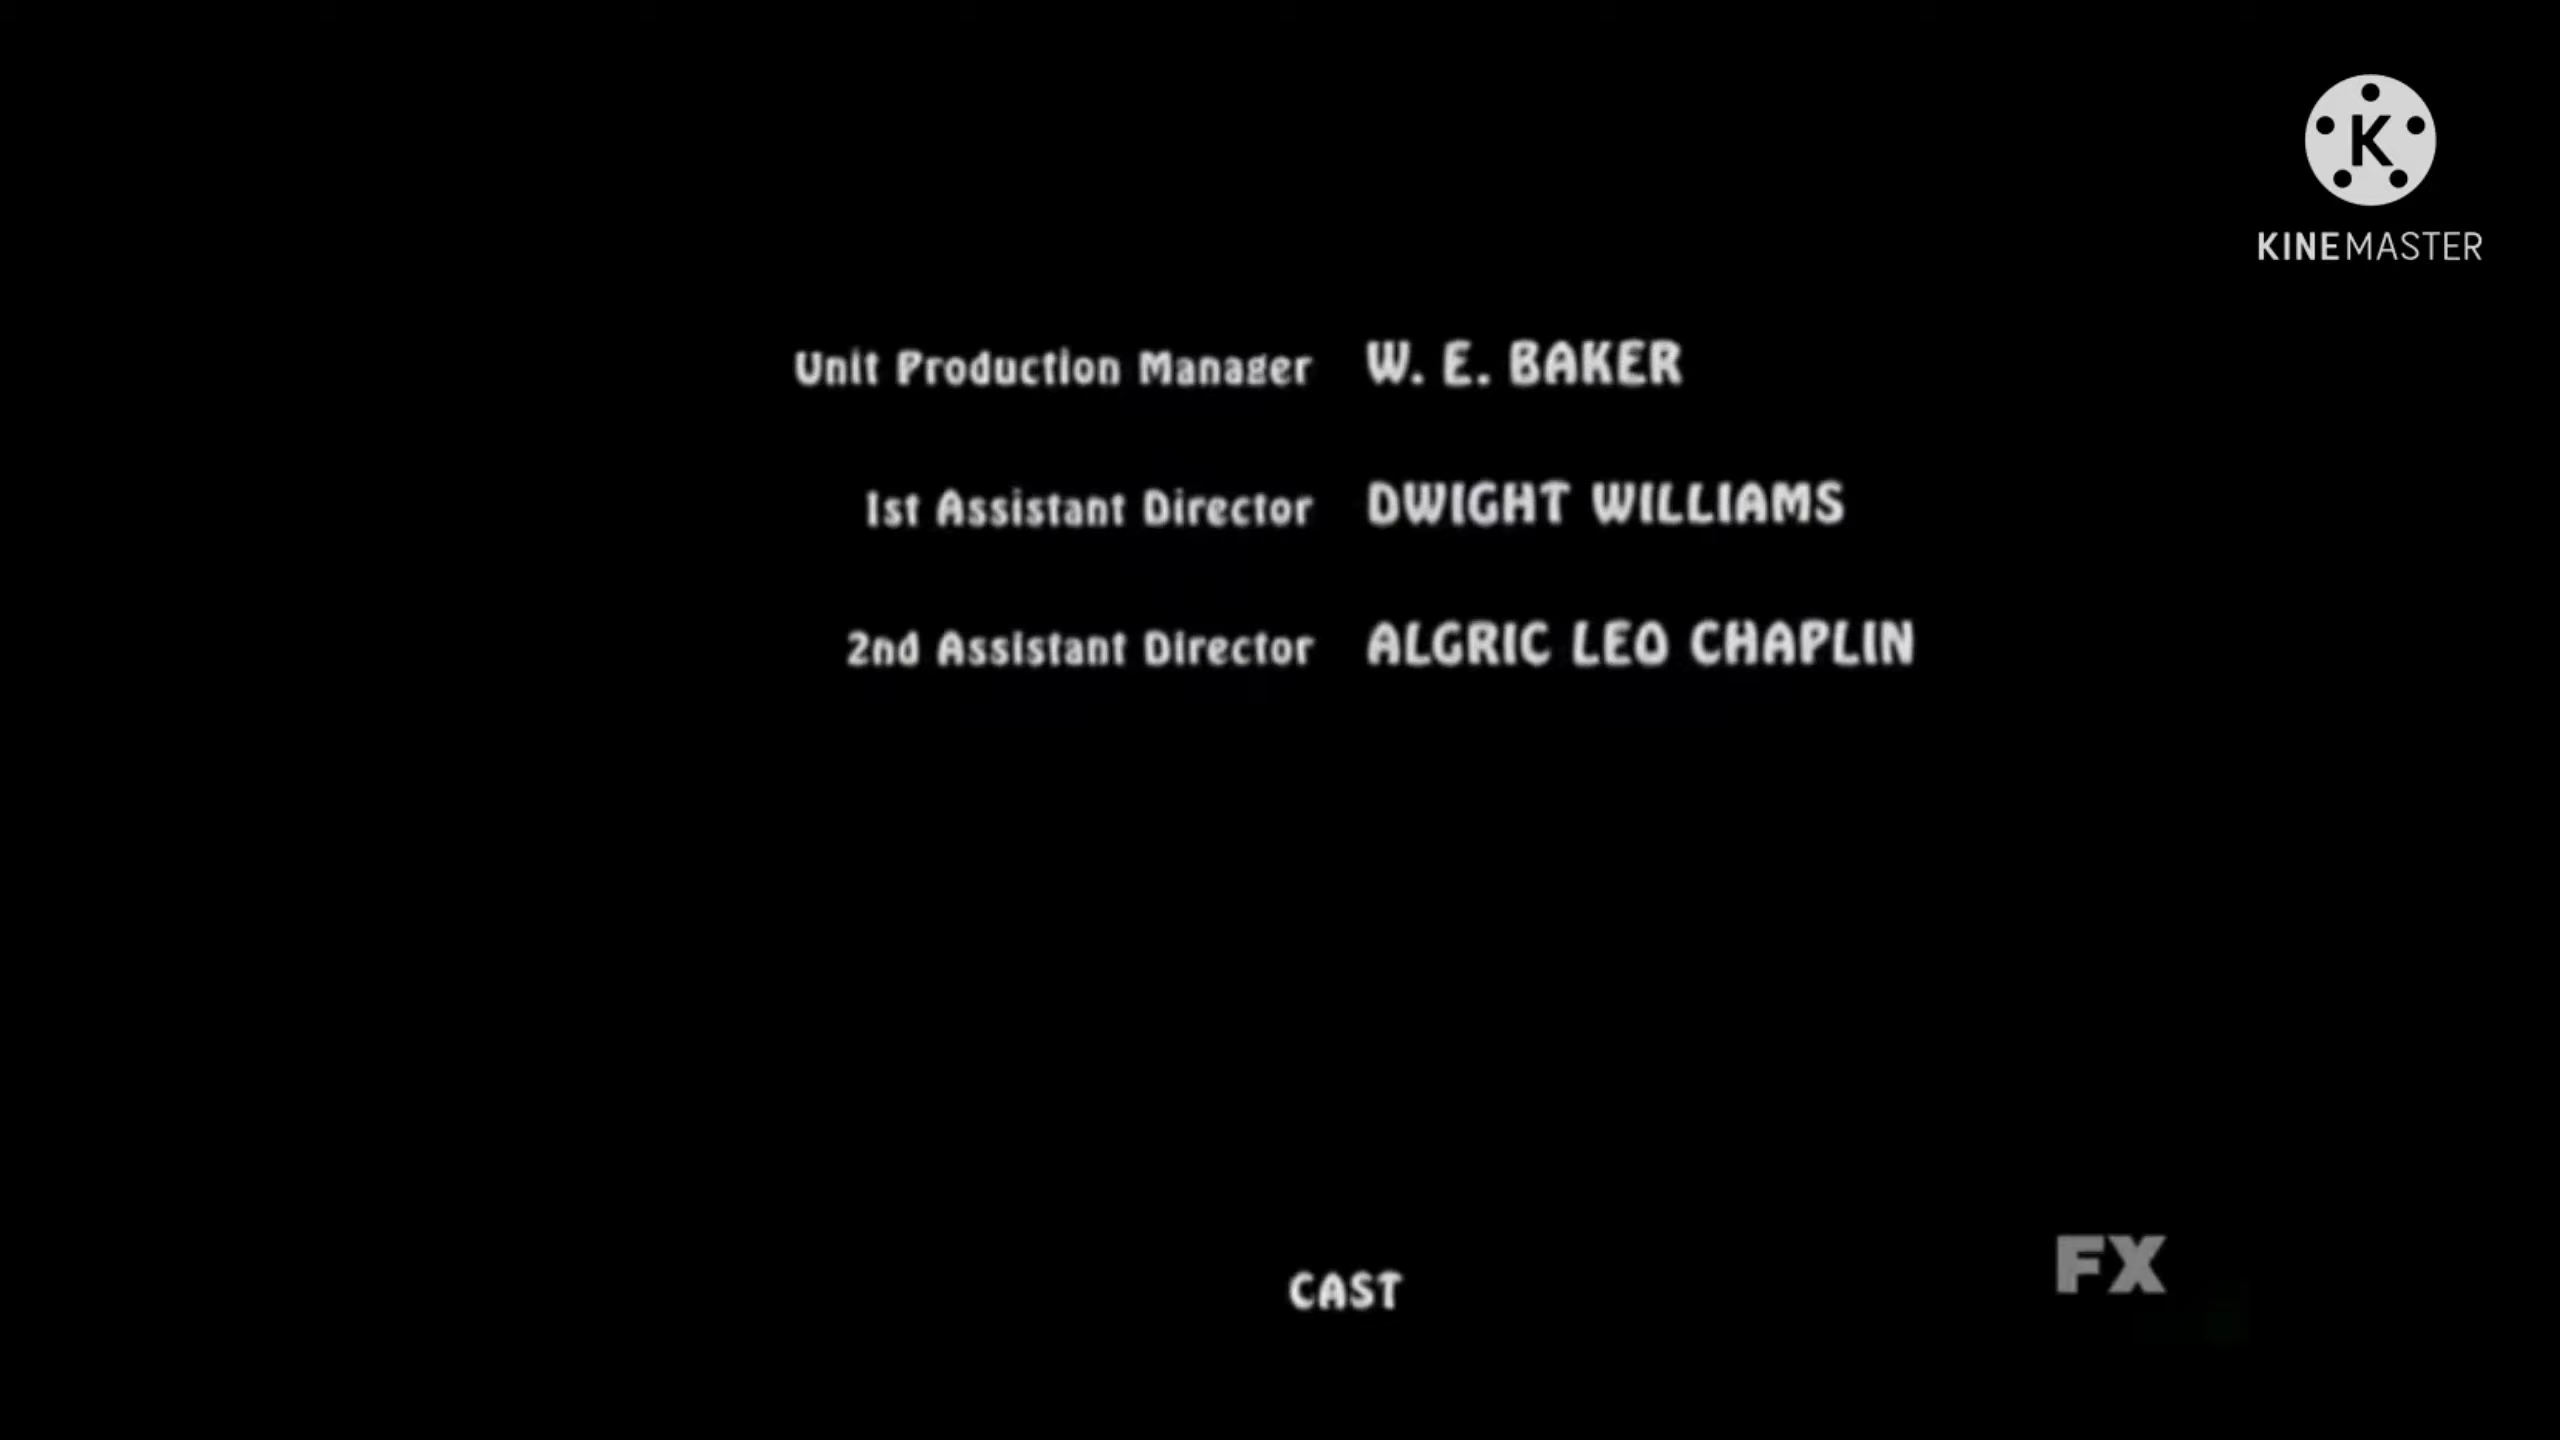 K
KINEMASTER
Unit Production Manager W. E. BAKER
1st Assistant Director DWIGHT WILLIAMS
2nd Assistant Director ALGRIC LEO CHAPLIN
FX
CAST